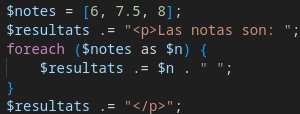 $notes = [6, 7.5, 8];
$resultats .= "<p>Las notas son: ";
foreach ($notes as $n) {
    $resultats .= $n . " ";
}
$resultats .= "</p>";